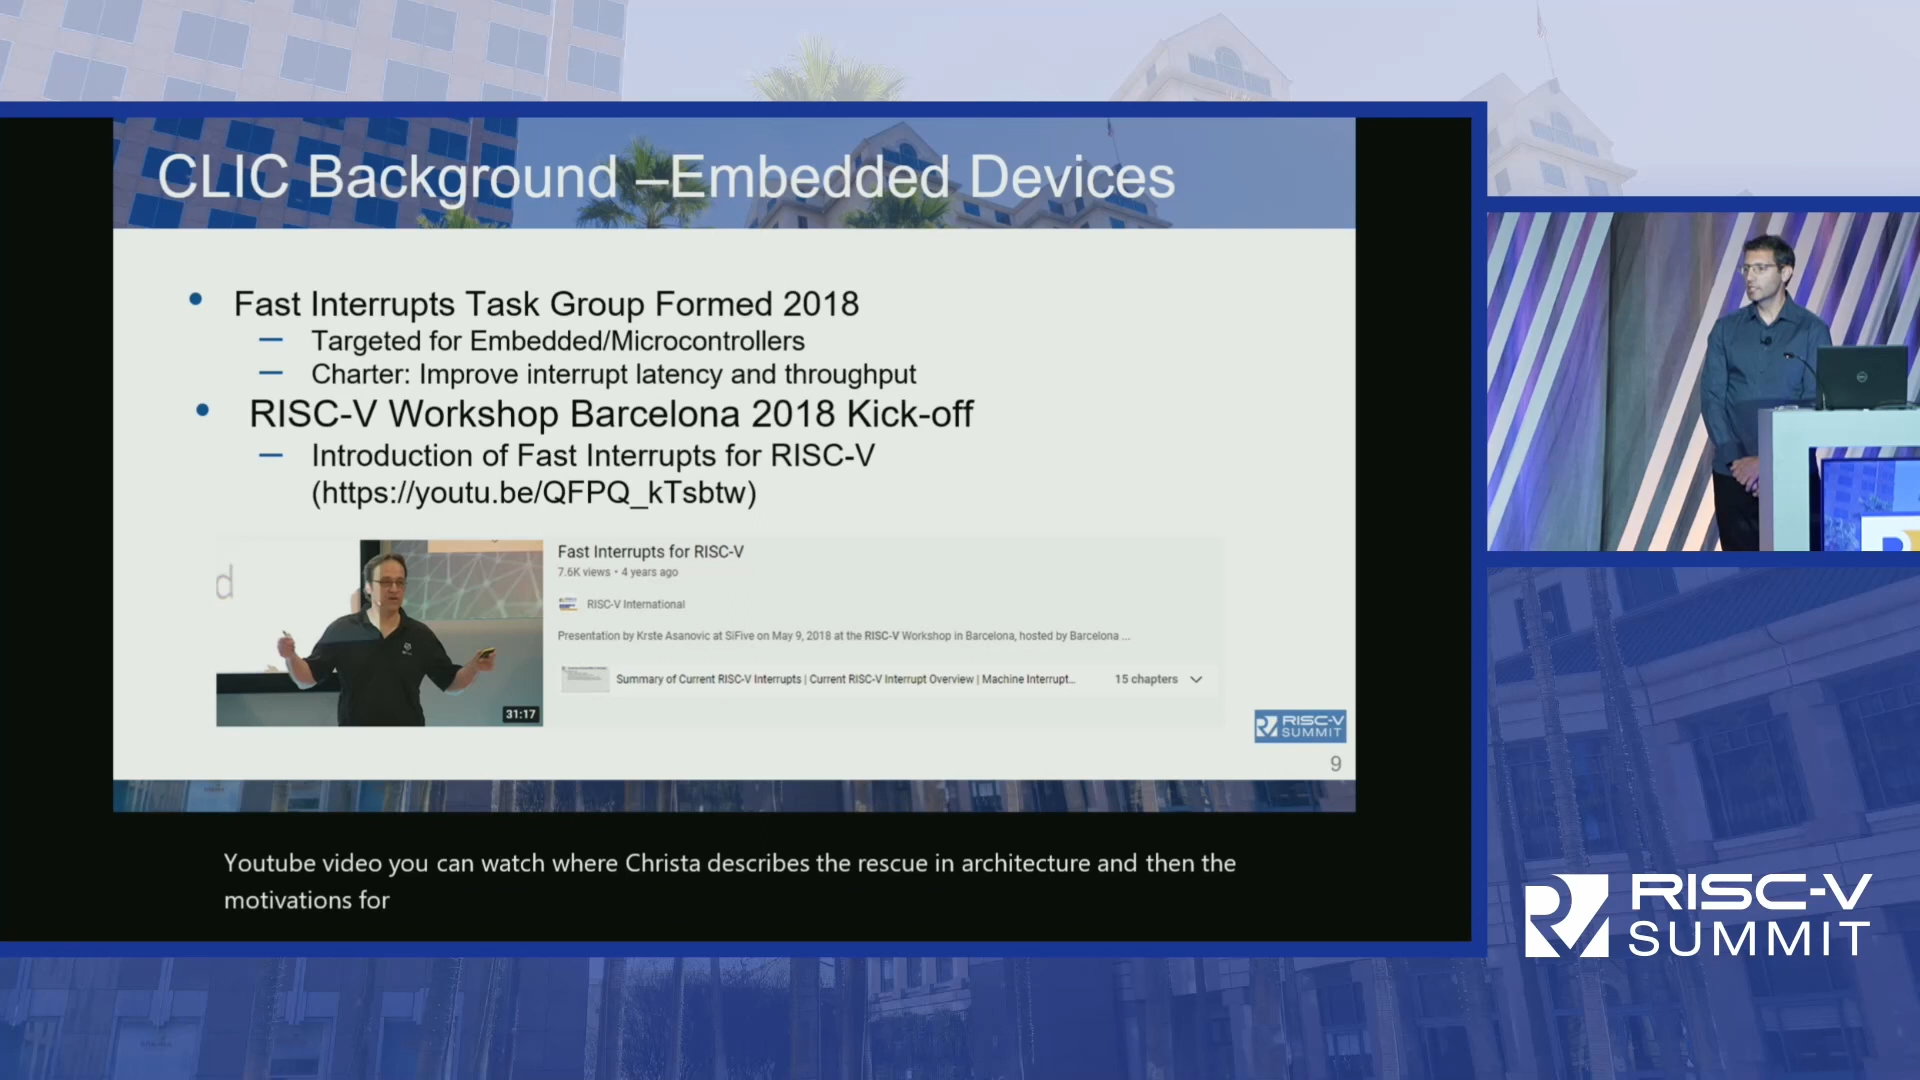 CLIC Background –Embedded Devices
• Fast Interrupts Task Group Formed 2018
— Targeted for Embedded/Microcontrollers
— Charter: Improve interrupt latency and throughput
• RISC-V Workshop Barcelona 2018 Kick-off
— Introduction of Fast Interrupts for RISC-V
(https://youtu.be/QFPQ_kTsbtw)
d
31:17
Fast Interrupts for RISC-V
7.6K views • 4 years ago
RISC-V International
Presentation by Krste Asanovic at SiFive on May 9, 2018 at the RISC-V Workshop in Barcelona, hosted by Barcelona ...
Summary of Current RISC-V Interrupts | Current RISC-V Interrupt Overview | Machine Interrupt...
15 chapters
RISC-V
SUMMIT
9
Youtube video you can watch where Christa describes the rescue in architecture and then the
motivations for
RISC-V
SUMMIT